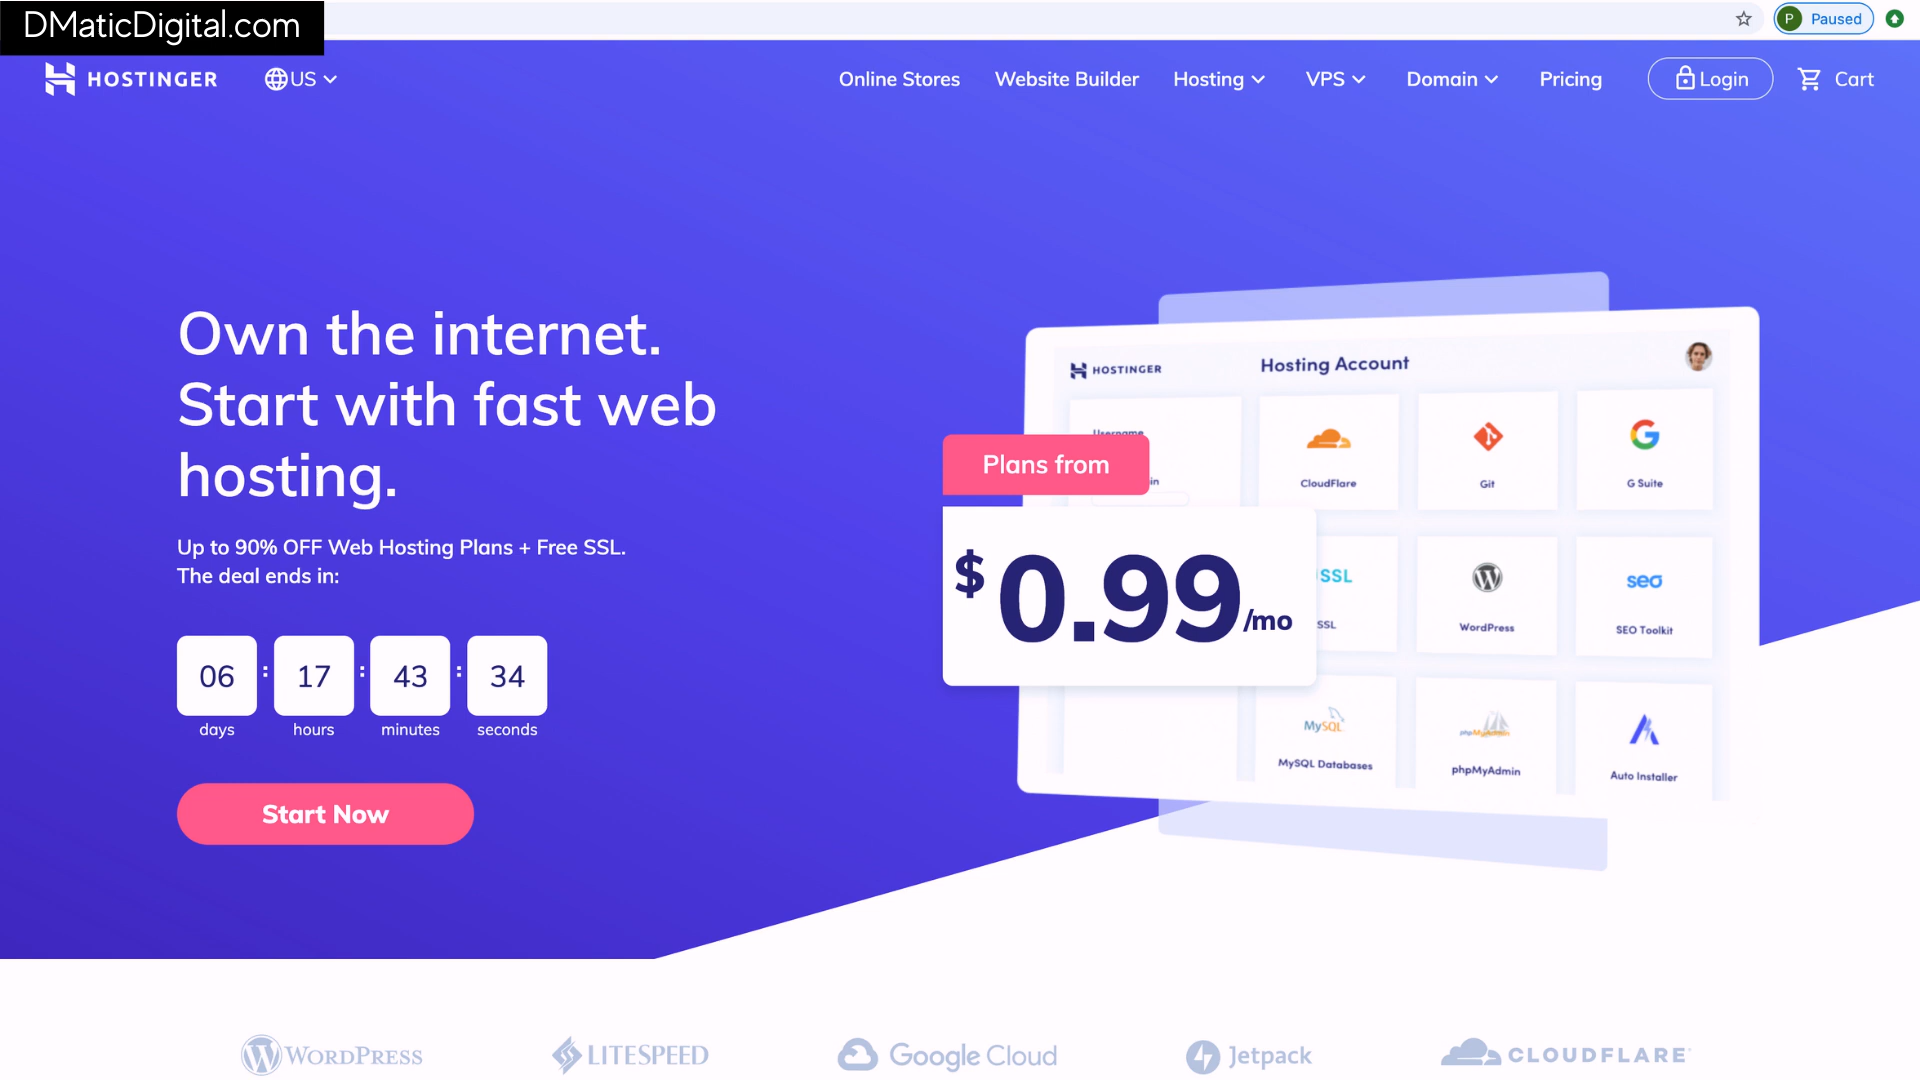 DMaticDigital.com
P Paused
HOSTINGER
US
Online Stores
Website Builder
Hosting
VPS
Domain
Pricing
Login
Cart
Own the internet.
Start with fast web
hosting.
Up to 90% OFF Web Hosting Plans + Free SSL.
The deal ends in:
06 : 17 : 43 : 34
days hours minutes seconds
Start Now
HOSTINGER
Hosting Account
Username
in
Plans from
$0.99/mo
CloudFlare
Git
G Suite
SSL
SSL
WordPress
seo
SEO Toolkit
MySQL
MySQL Databases
phpMyAdmin
phpMyAdmin
Auto Installer
WORDPRESS
LITESPEED
Google Cloud
Jetpack
CLOUDFLARE